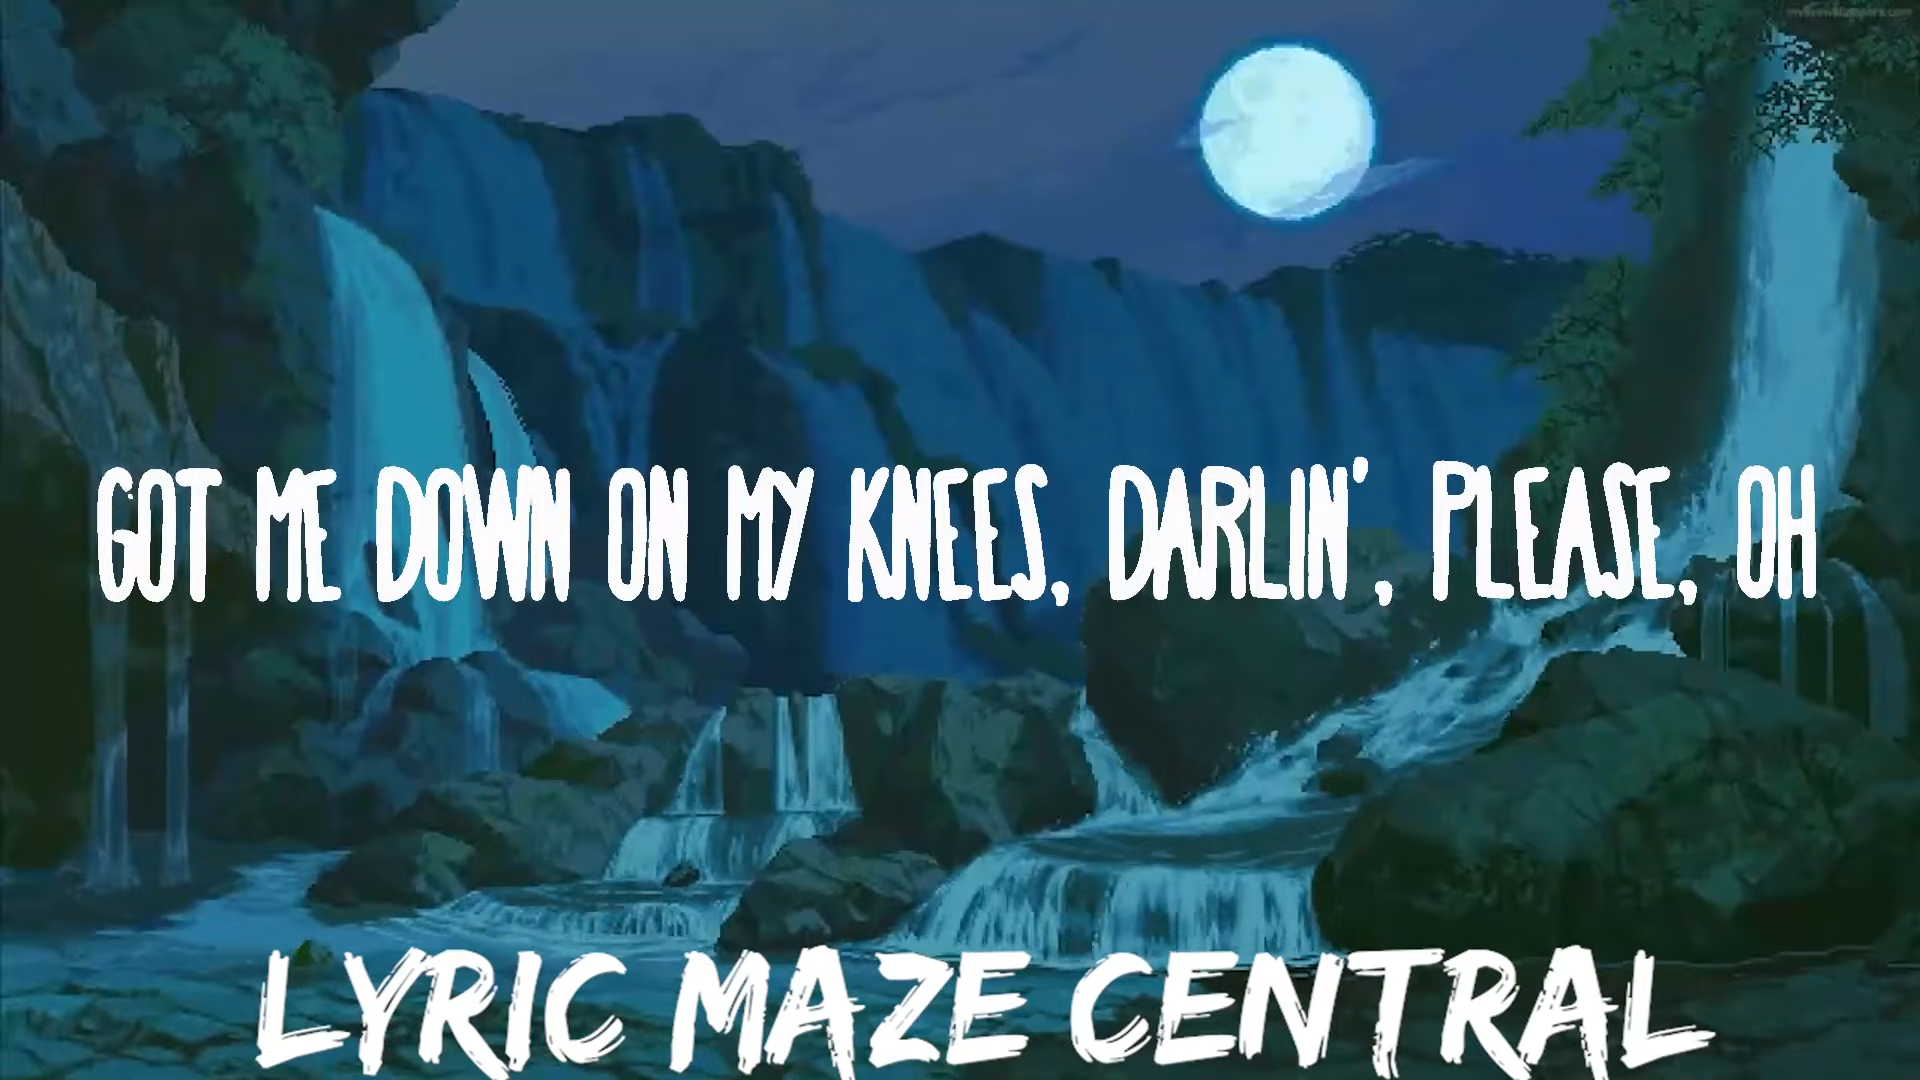 GOT ME DOWN ON MY KNEES, DARLIN', PLEASE, OH
LYRIC MAZE CENTRAL